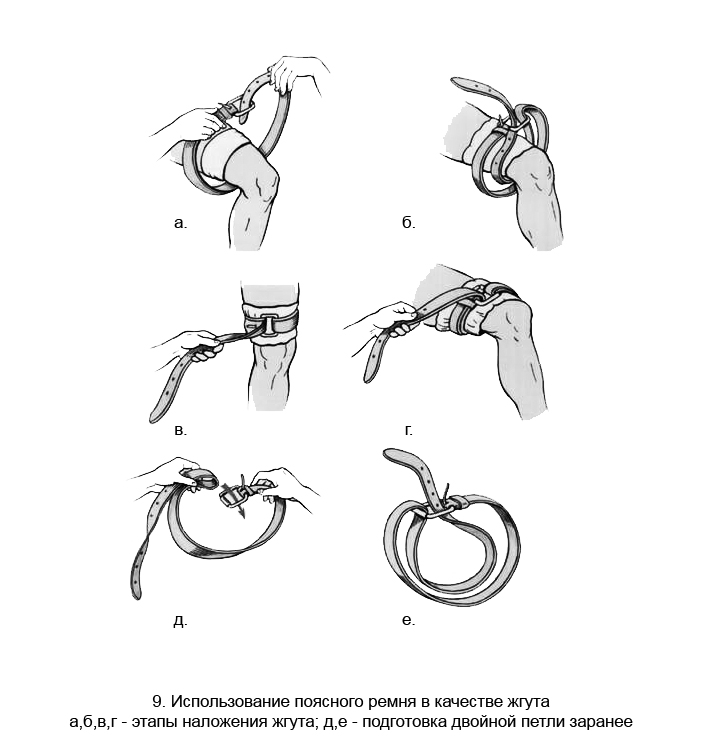 а.
б.
в.
г.
д.
е.
9. Использование поясного ремня в качестве жгута
а,б,в,г - этапы наложения жгута; д,е - подготовка двойной петли заранее